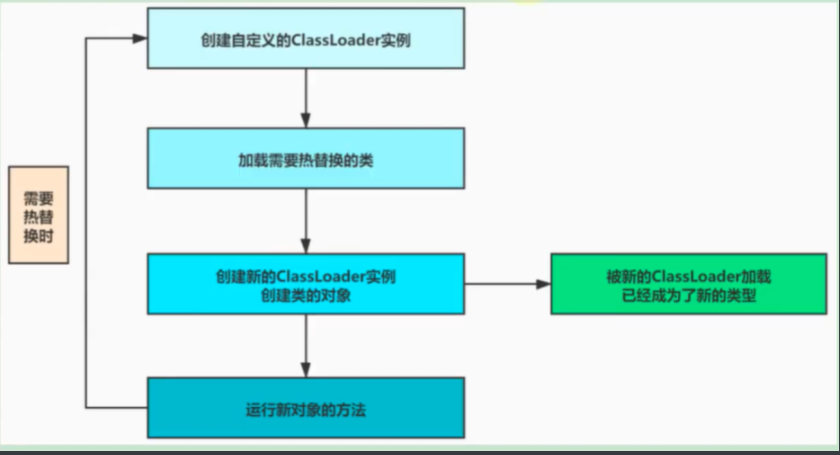 创建自定义的ClassLoader实例
加载需要热替换的类
需要
热替
换时
创建新的ClassLoader实例
创建类的对象
被新的ClassLoader加载
已经成为了新的类型
运行新对象的方法